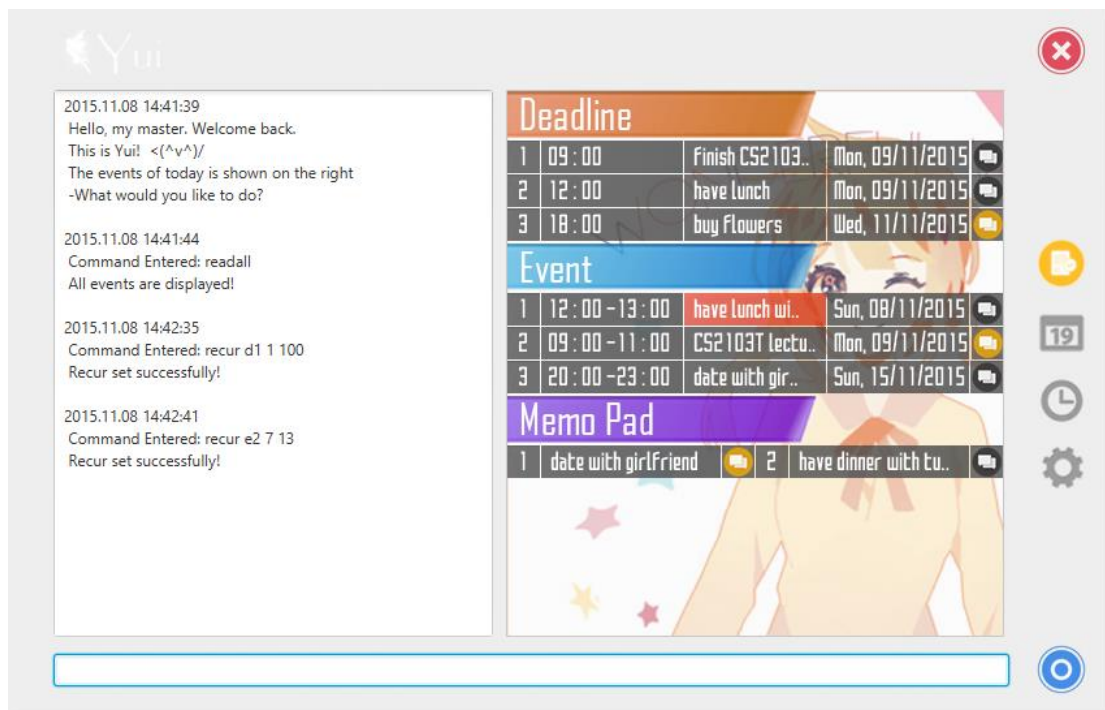 Yui
2015.11.08 14:41:39
Hello, my master. Welcome back.
This is Yui! <(^v^)/
The events of today is shown on the right
-What would you like to do?
2015.11.08 14:41:44
Command Entered: readall
All events are displayed!
2015.11.08 14:42:35
Command Entered: recur d1 1 100
Recur set successfully!
2015.11.08 14:42:41
Command Entered: recur e2 7 13
Recur set successfully!
Deadline
1 09:00 Finish CS2103.. Mon, 09/11/2015
2 12:00 have lunch Mon, 09/11/2015
3 18:00 buy flowers Wed, 11/11/2015
Event
1 12:00-13:00 have lunch wi.. Sun, 08/11/2015
2 09:00-11:00 CS2103T lectu.. Mon, 09/11/2015
3 20:00-23:00 date with gir.. Sun, 15/11/2015
Memo Pad
1 date with girlfriend 2 have dinner with tu..
19